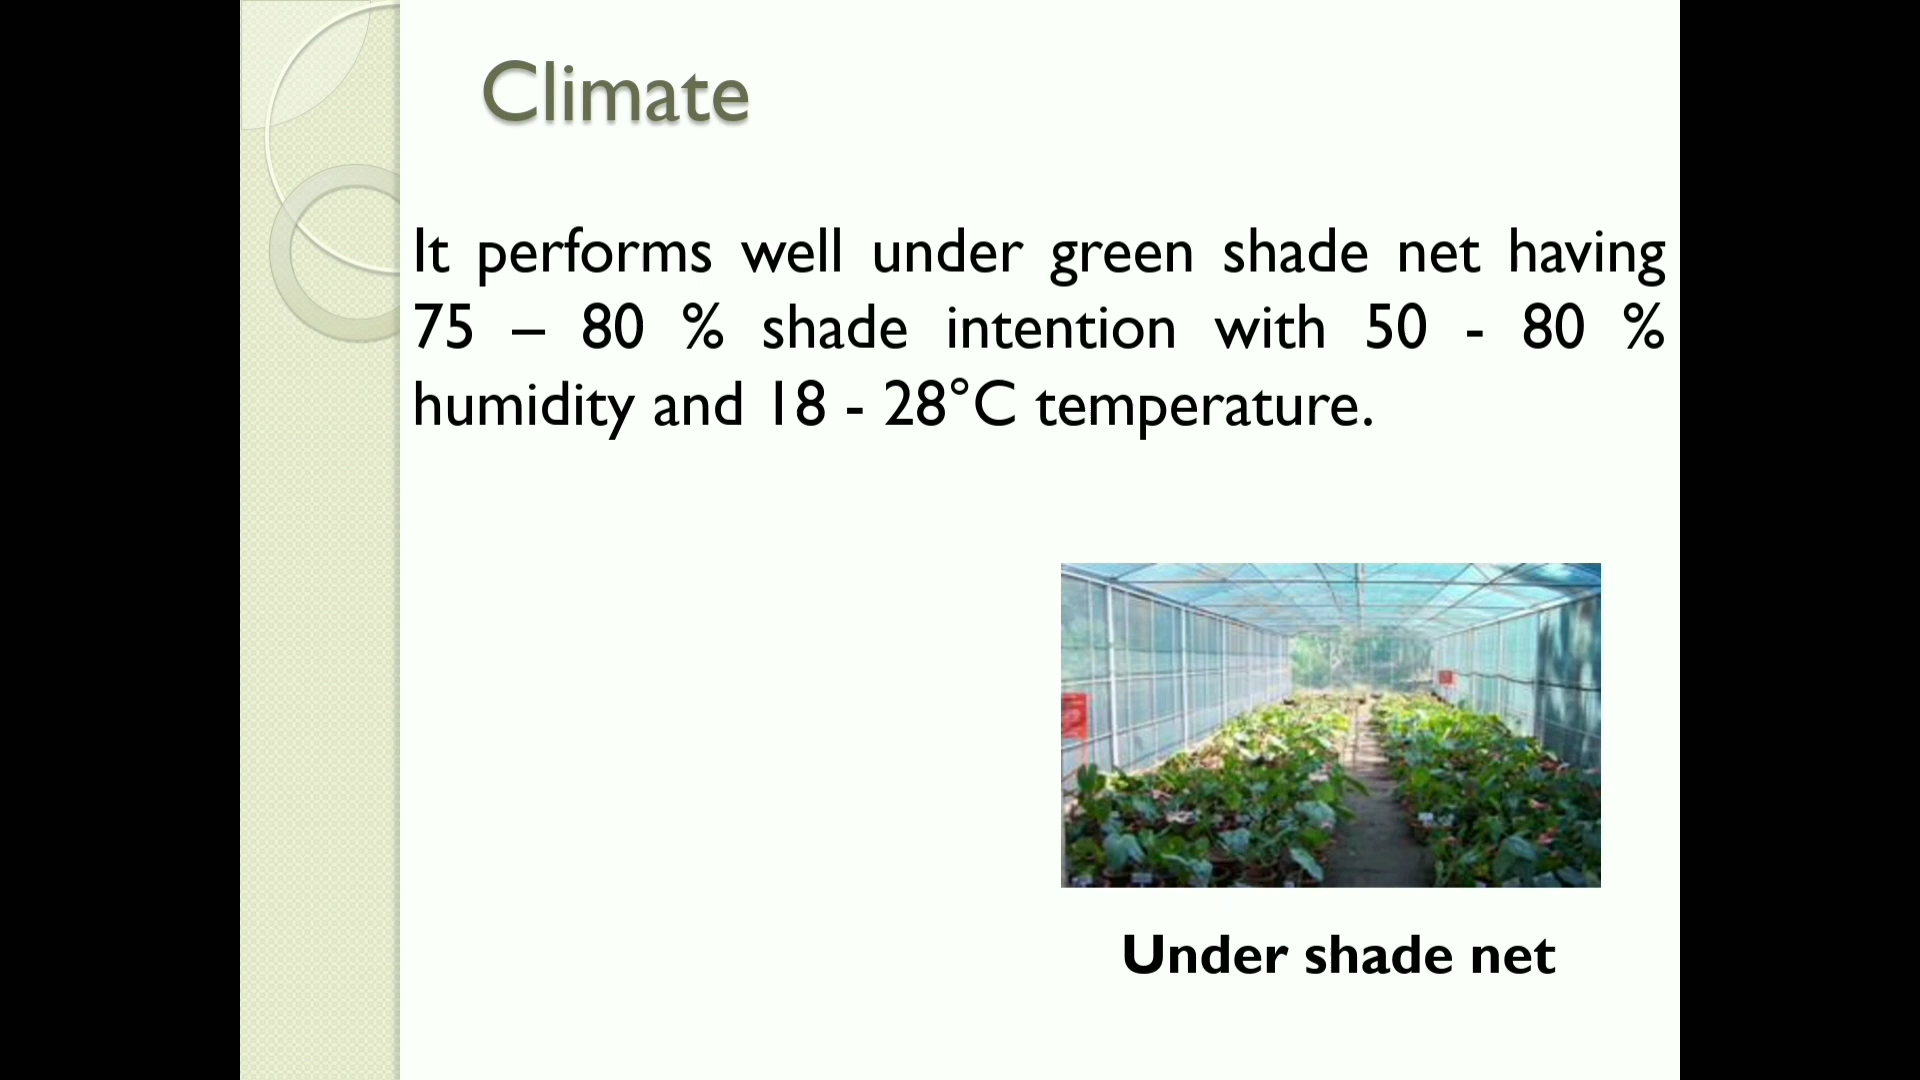 Climate
It performs well under green shade net having
75 – 80 % shade intention with 50 - 80 %
humidity and 18 - 28°C temperature.
Under shade net